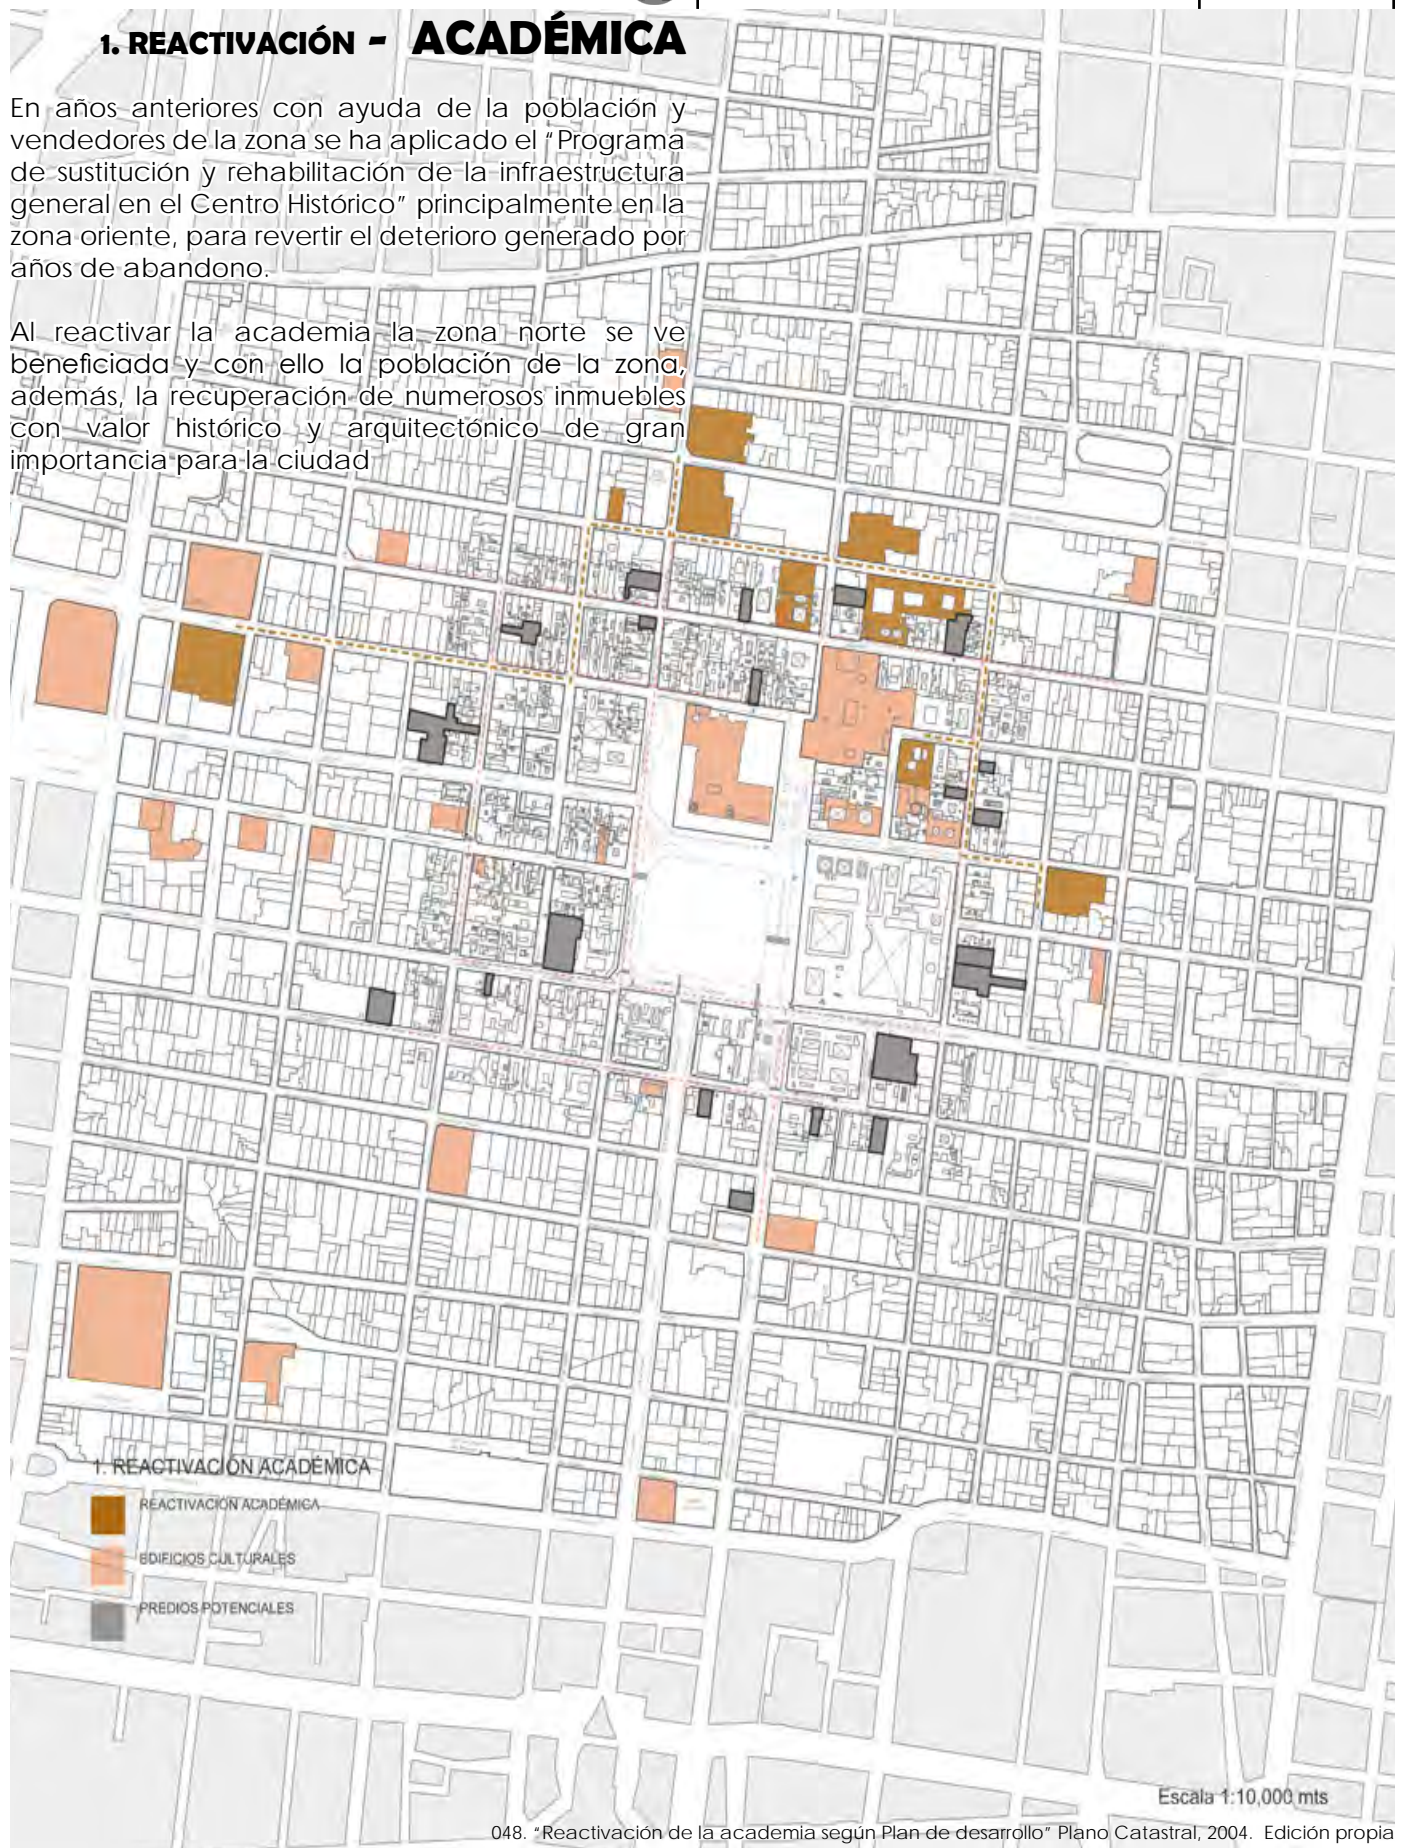 1. REACTIVACIÓN - ACADÉMICA
En años anteriores con ayuda de la población y
vendedores de la zona se ha aplicado el “Programa
de sustitución y rehabilitación de la infraestructura
general en el Centro Histórico” principalmente en la
zona oriente, para revertir el deterioro generado por
años de abandono.
Al reactivar la academia la zona norte se ve
beneficiada y con ello la población de la zona,
además, la recuperación de numerosos inmuebles
con valor histórico y arquitectónico de gran
importancia para la ciudad
1. REACTIVACIÓN ACADÉMICA
REACTIVACIÓN ACADÉMICA
EDIFICIOS CULTURALES
PREDIOS POTENCIALES
Escala 1:10,000 mts
048. “Reactivación de la academia según Plan de desarrollo” Plano Catastral, 2004. Edición propia